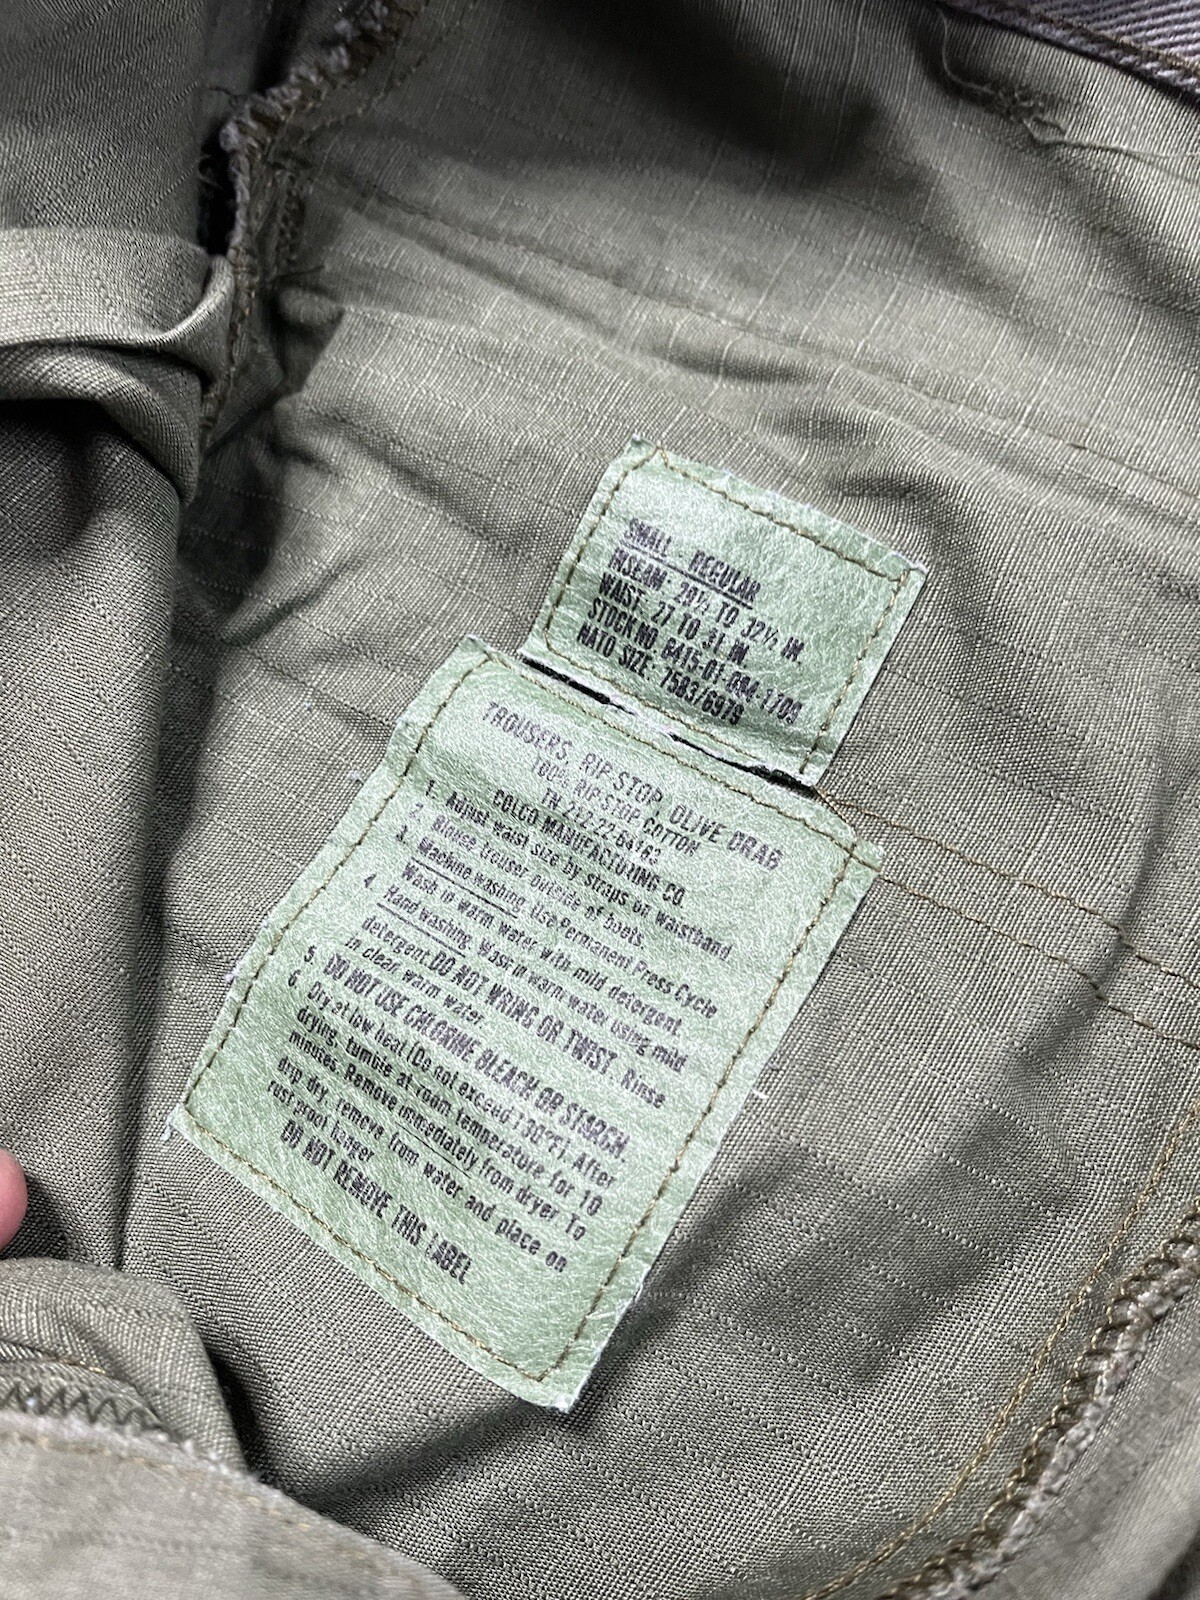 SMALL - REGULAR
INSEAM: 28½ TO 32½ IN.
WAIST: 27 TO 31 IN.
STOCK NO. 8415-01-084-1709
NATO SIZE: 7583/6979
TROUSERS, RIP-STOP, OLIVE DRAB
100% RIP-STOP COTTON
COLCO MANUFACTURING CO.
1. Adjust waist size by straps on waistband.
2. Blouse trouser outside of boots.
3. Machine washing. Use Permanent Press Cycle
Wash in warm water with mild detergent.
4. Hand washing. Wash in warm water using mild
detergent. DO NOT WRING OR TWIST. Rinse
in clear, warm water.
5. DO NOT USE CHLORINE BLEACH OR STARCH.
6. Dry at low heat (Do not exceed 130°F). After
drying, tumble at room temperature for 10
minutes. Remove immediately from dryer To
drip dry, remove from water and place on
rust proof hanger
DO NOT REMOVE THIS LABEL